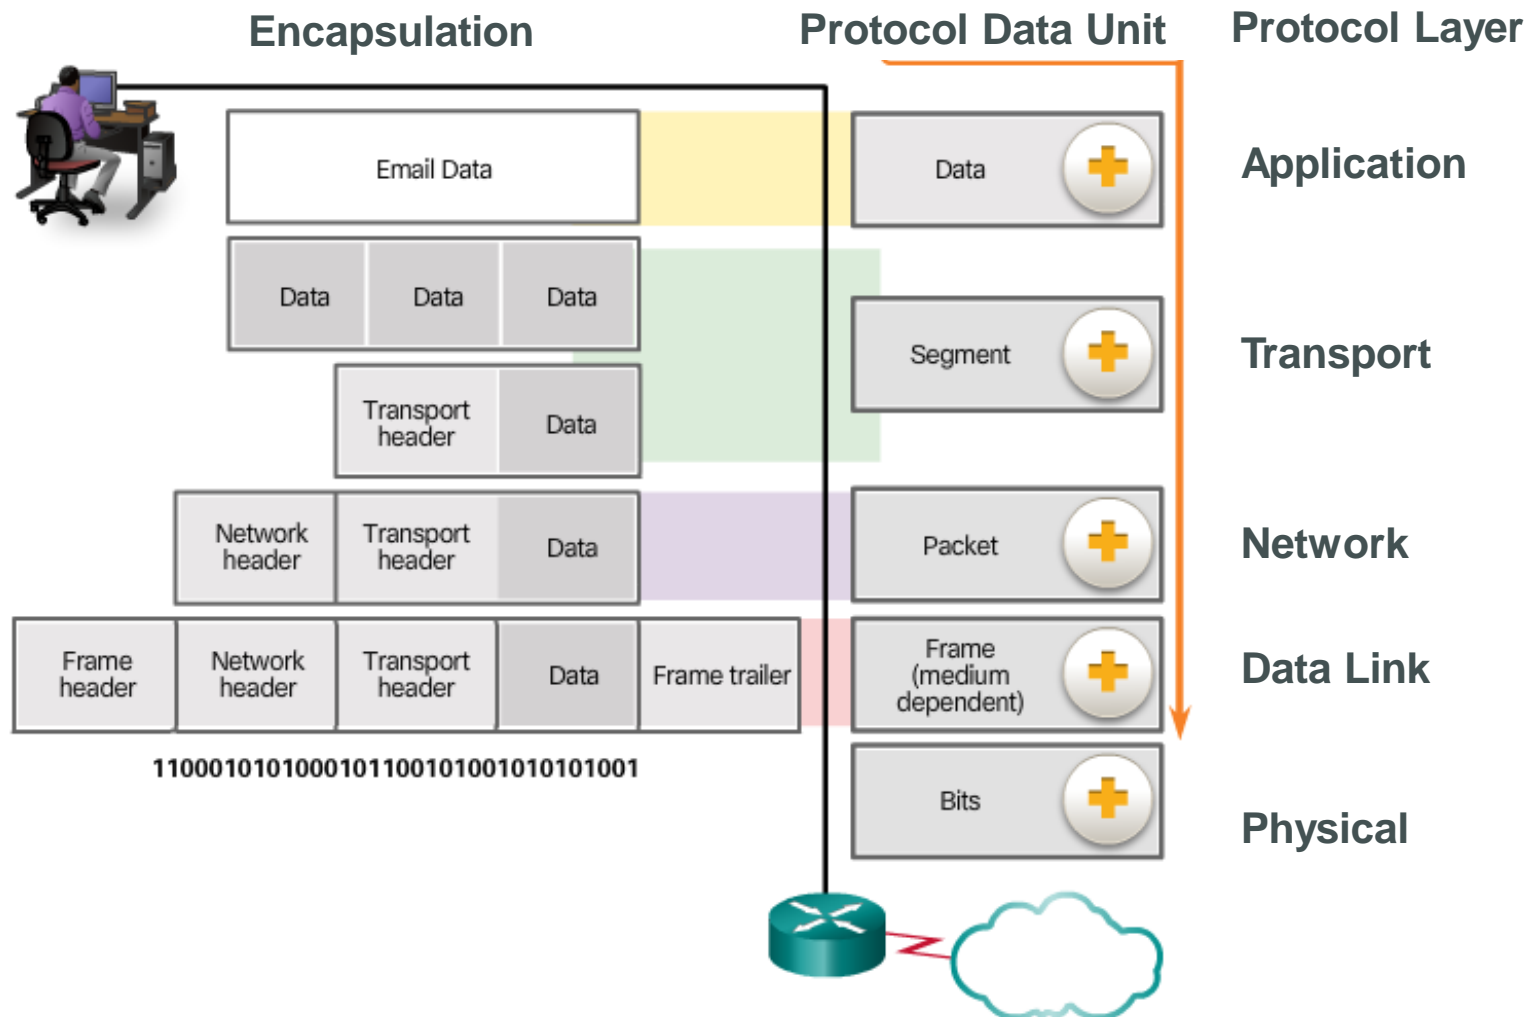 Encapsulation
Protocol Data Unit
Protocol Layer
Email Data
Data
Application
Data
Data
Data
Segment
Transport
Transport
header
Data
Network
header
Transport
header
Data
Packet
Network
Frame
header
Network
header
Transport
header
Data
Frame trailer
Frame
(medium
dependent)
Data Link
1100010101000101100101001010101001
Bits
Physical